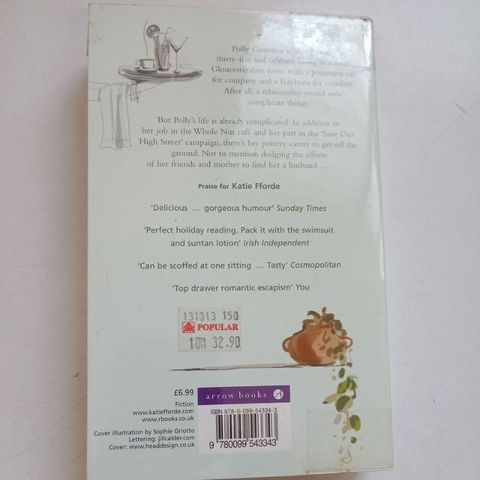 Polly Cameron is
thirty-five and celibate, living in a small
Gloucestershire town with a possessive cat
for company and a Rayburn for comfort.
After all, a relationship would only
complicate things.
But Polly's life is already complicated. In addition to
her job in the Whole Nut café and her part in the 'Save Our
High Street' campaign, there's her pottery career to get off the
ground. Not to mention dodging the efforts
of her friends and mother to find her a husband …
Praise for Katie Fforde
'Delicious … gorgeous humour' Sunday Times
'Perfect holiday reading. Pack it with the swimsuit
and suntan lotion' Irish Independent
'Can be scoffed at one sitting … Tasty' Cosmopolitan
'Top drawer romantic escapism' You
131013 150
POPULAR
32.90
£6.99
Fiction
www.katiefforde.com
www.rbooks.co.uk
Cover illustration by Sophie Griotto
Lettering: jillcalder.com
Cover: www.headdesign.co.uk
arrow books
ISBN 978-0-099-54334-3
9 780099 543343